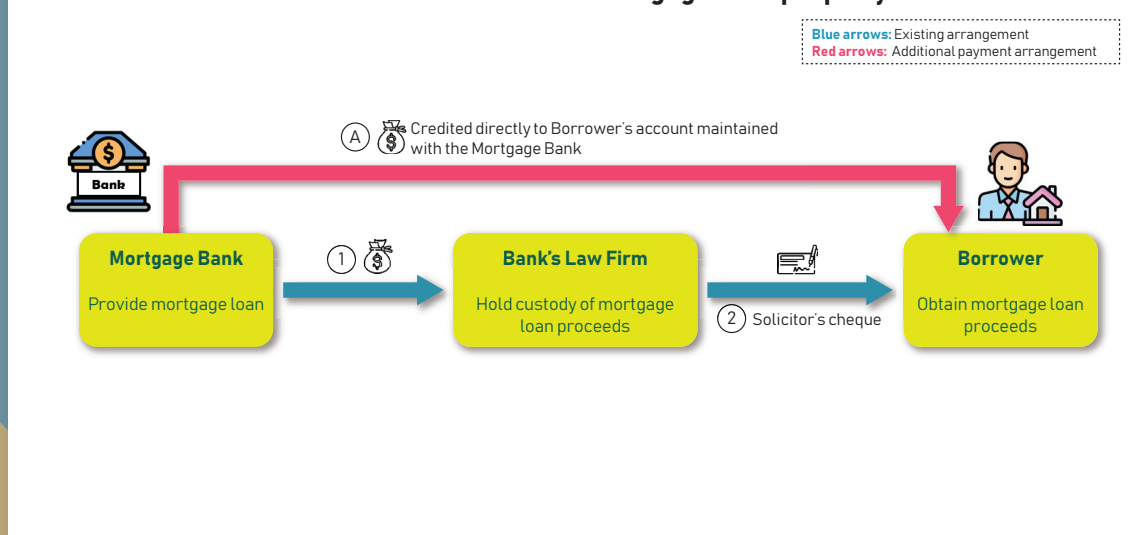 Blue arrows: Existing arrangement
Red arrows: Additional payment arrangement
A
Credited directly to Borrower's account maintained
with the Mortgage Bank
Bank
Mortgage Bank
Provide mortgage loan
1
Bank's Law Firm
Hold custody of mortgage
loan proceeds
2 Solicitor's cheque
Borrower
Obtain mortgage loan
proceeds